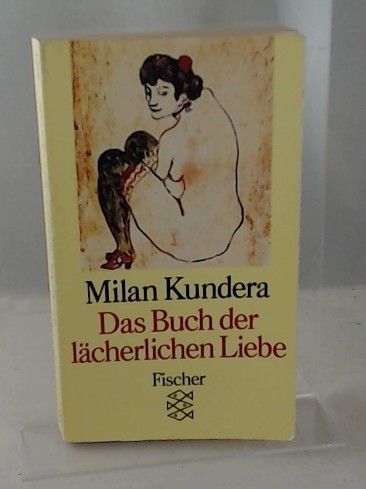 Milan Kundera
Das Buch der
lächerlichen Liebe
Fischer